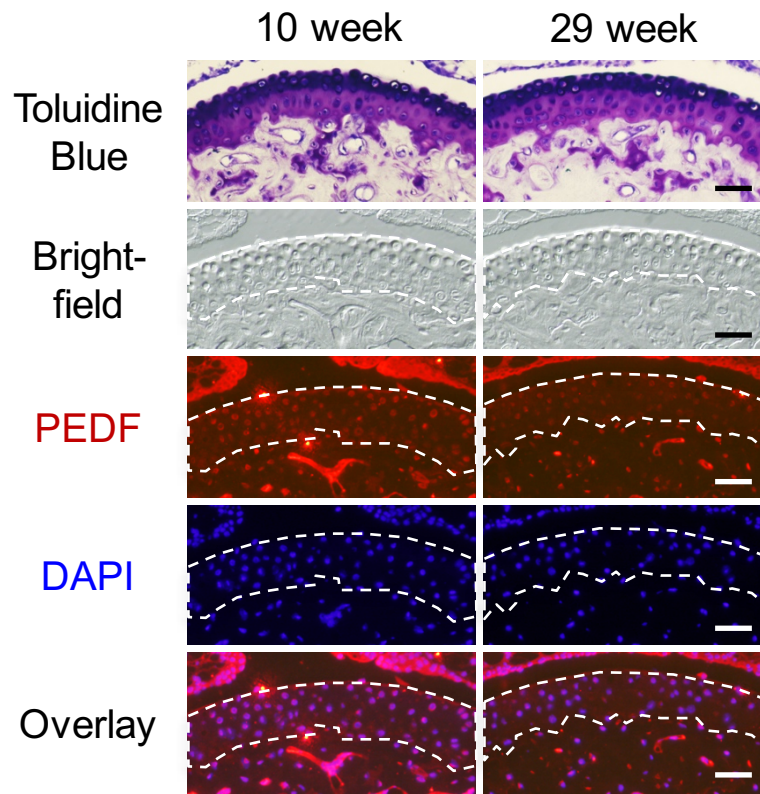 10 week
29 week
Toluidine
Blue
Bright-
field
PEDF
DAPI
Overlay